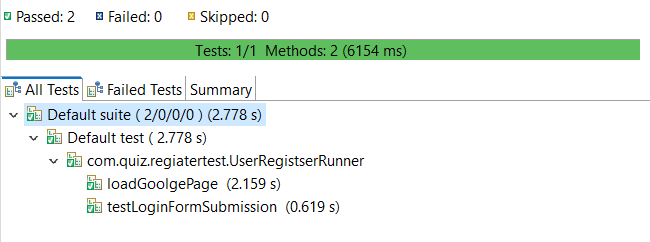 Passed: 2 Failed: 0 Skipped: 0
Tests: 1/1 Methods: 2 (6154 ms)
All Tests Failed Tests Summary
Default suite ( 2/0/0/0 ) (2.778 s)
Default test ( 2.778 s)
com.quiz.regiatertest.UserRegistserRunner
loadGoolgePage (2.159 s)
testLoginFormSubmission (0.619 s)